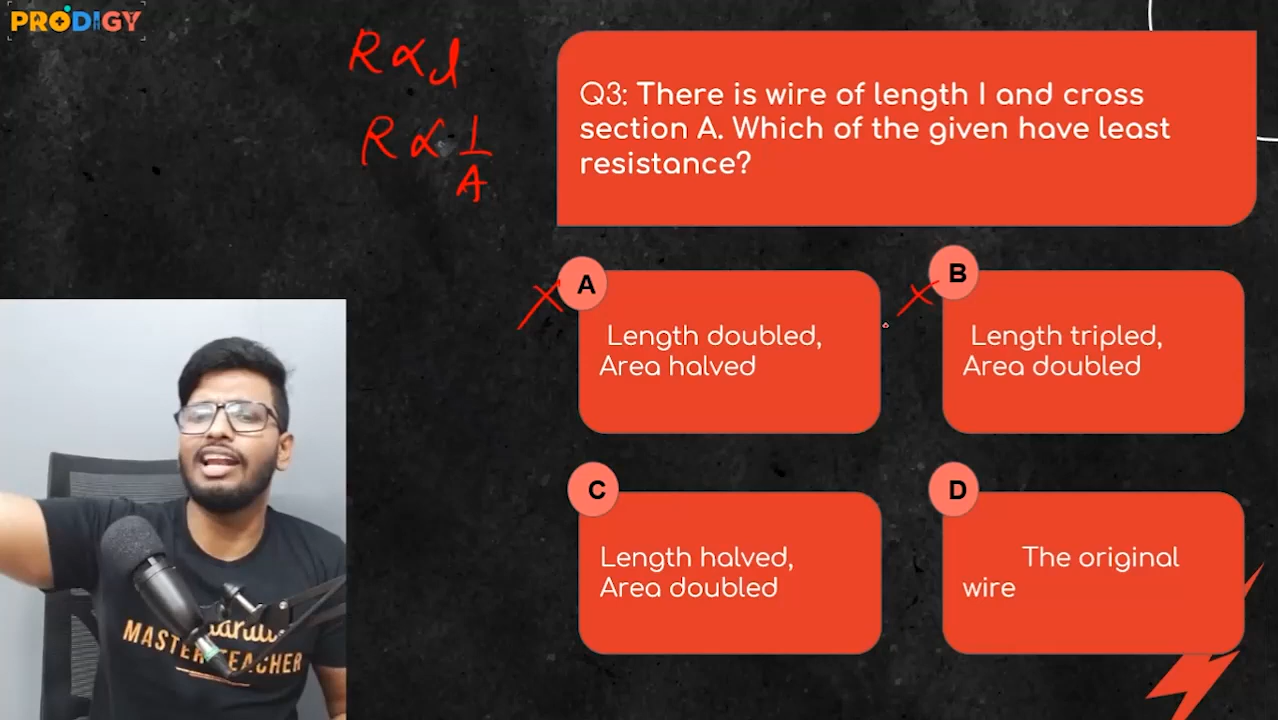 PRODIGY
R ∝ l
R ∝ 1/A
Q3: There is wire of length l and cross
section A. Which of the given have least
resistance?
A
Length doubled,
Area halved
B
Length tripled,
Area doubled
C
Length halved,
Area doubled
D
The original
wire
MASTER TEACHER